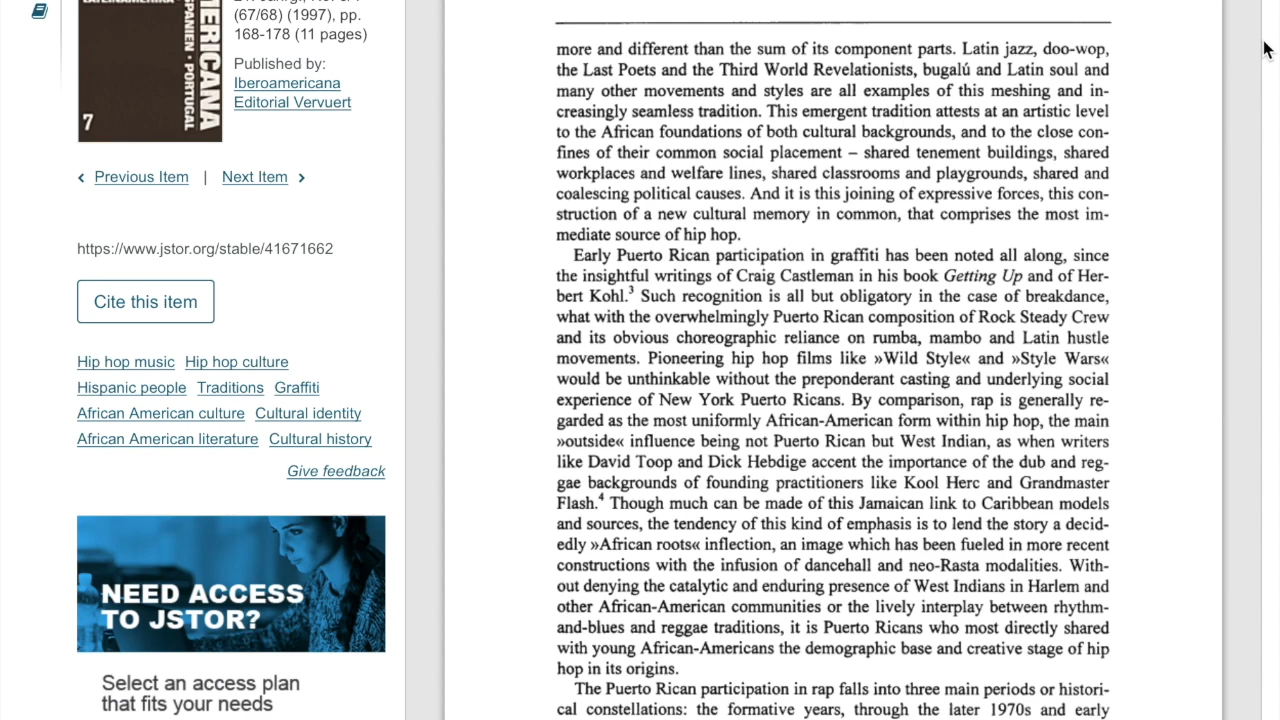 (67/68) (1997), pp.
168-178 (11 pages)
Published by:
Iberoamericana
Editorial Vervuert
MERICANA
SPANIEN · PORTUGAL
7
‹ Previous Item | Next Item ›
https://www.jstor.org/stable/41671662
Cite this item
Hip hop music Hip hop culture
Hispanic people Traditions Graffiti
African American culture Cultural identity
African American literature Cultural history
Give feedback
NEED ACCESS
TO JSTOR?
Select an access plan
that fits your needs
more and different than the sum of its component parts. Latin jazz, doo-wop,
the Last Poets and the Third World Revelationists, bugalú and Latin soul and
many other movements and styles are all examples of this meshing and in-
creasingly seamless tradition. This emergent tradition attests at an artistic level
to the African foundations of both cultural backgrounds, and to the close con-
fines of their common social placement – shared tenement buildings, shared
workplaces and welfare lines, shared classrooms and playgrounds, shared and
coalescing political causes. And it is this joining of expressive forces, this con-
struction of a new cultural memory in common, that comprises the most im-
mediate source of hip hop.
Early Puerto Rican participation in graffiti has been noted all along, since
the insightful writings of Craig Castleman in his book Getting Up and of Her-
bert Kohl.³ Such recognition is all but obligatory in the case of breakdance,
what with the overwhelmingly Puerto Rican composition of Rock Steady Crew
and its obvious choreographic reliance on rumba, mambo and Latin hustle
movements. Pioneering hip hop films like »Wild Style« and »Style Wars«
would be unthinkable without the preponderant casting and underlying social
experience of New York Puerto Ricans. By comparison, rap is generally re-
garded as the most uniformly African-American form within hip hop, the main
»outside« influence being not Puerto Rican but West Indian, as when writers
like David Toop and Dick Hebdige accent the importance of the dub and reg-
gae backgrounds of founding practitioners like Kool Herc and Grandmaster
Flash.⁴ Though much can be made of this Jamaican link to Caribbean models
and sources, the tendency of this kind of emphasis is to lend the story a decid-
edly »African roots« inflection, an image which has been fueled in more recent
constructions with the infusion of dancehall and neo-Rasta modalities. With-
out denying the catalytic and enduring presence of West Indians in Harlem and
other African-American communities or the lively interplay between rhythm-
and-blues and reggae traditions, it is Puerto Ricans who most directly shared
with young African-Americans the demographic base and creative stage of hip
hop in its origins.
The Puerto Rican participation in rap falls into three main periods or histori-
cal constellations: the formative years, through the later 1970s and early